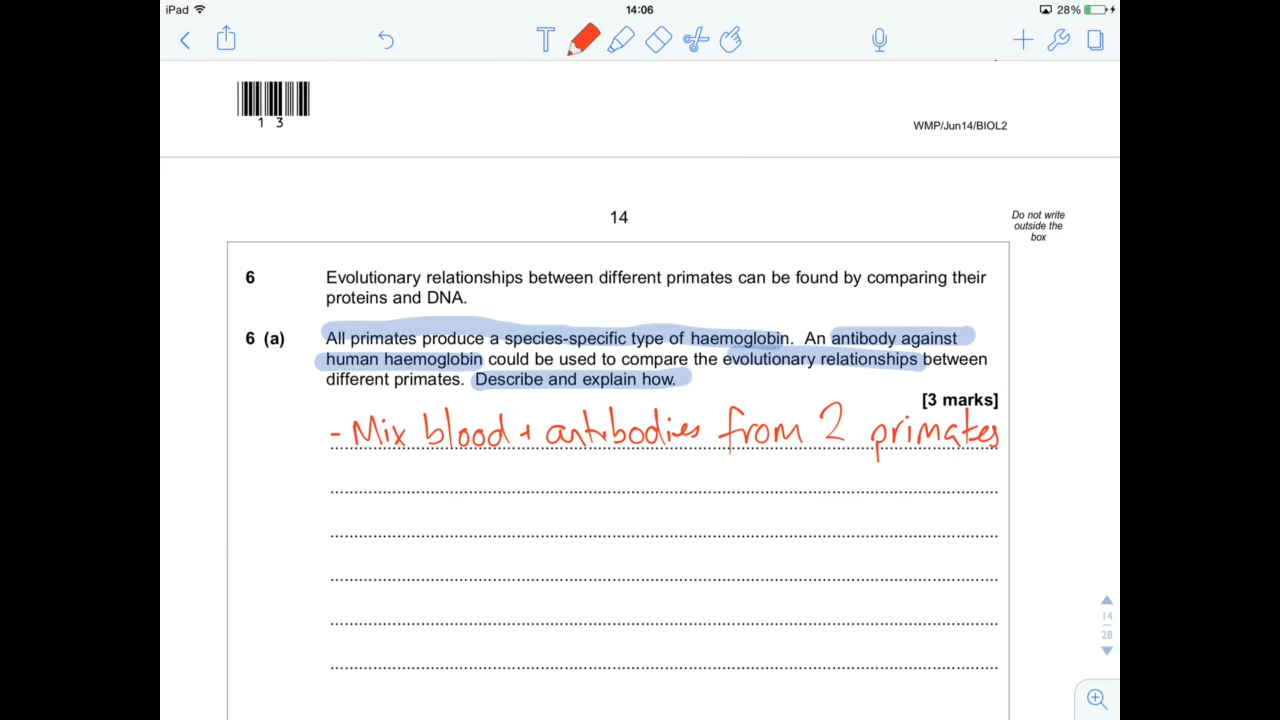 iPad
14:06
28%
1 3
WMP/Jun14/BIOL2
14
Do not write
outside the
box
6 Evolutionary relationships between different primates can be found by comparing their
proteins and DNA.
6 (a) All primates produce a species-specific type of haemoglobin. An antibody against
human haemoglobin could be used to compare the evolutionary relationships between
different primates. Describe and explain how.
[3 marks]
- Mix blood + antibodies from 2 primates
14
28